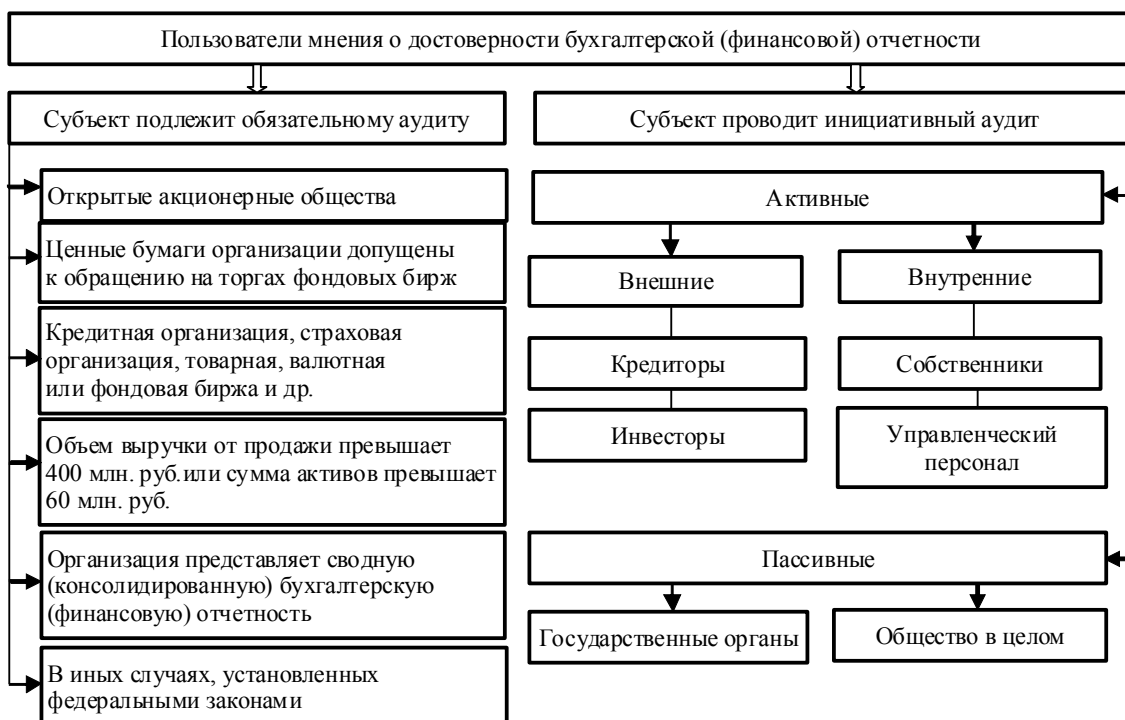 Пользователи мнения о достоверности бухгалтерской (финансовой) отчетности
Субъект подлежит обязательному аудиту
Открытые акционерные общества
Ценные бумаги организации допущены
к обращению на торгах фондовых бирж
Кредитная организация, страховая
организация, товарная, валютная
или фондовая биржа и др.
Объем выручки от продажи превышает
400 млн. руб.или сумма активов превышает
60 млн. руб.
Организация представляет сводную
(консолидированную) бухгалтерскую
(финансовую) отчетность
В иных случаях, установленных
федеральными законами
Субъект проводит инициативный аудит
Активные
Внешние
Кредиторы
Инвесторы
Внутренние
Собственники
Управленческий
персонал
Пассивные
Государственные органы
Общество в целом